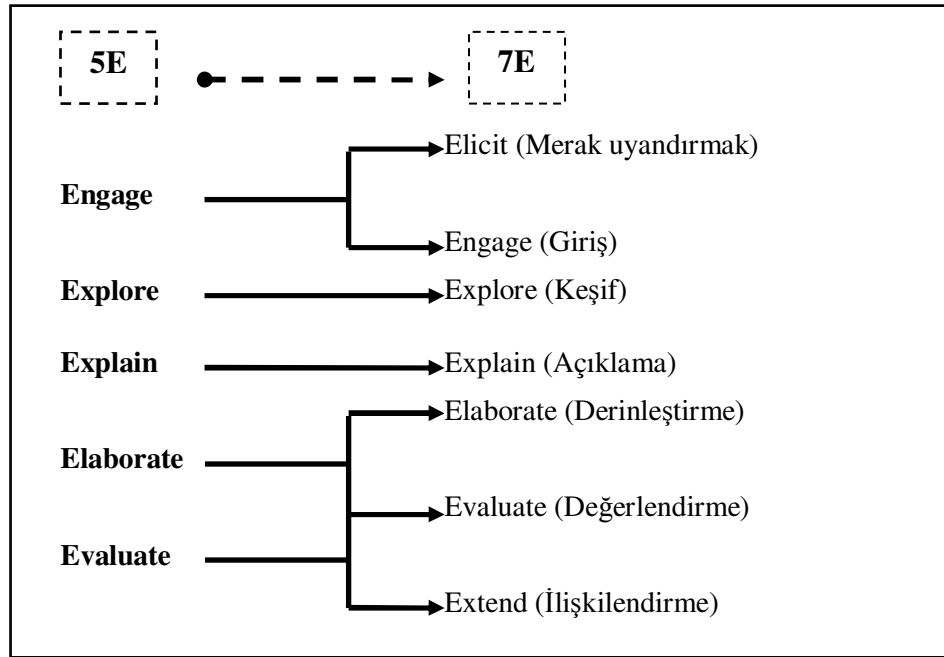 5E 7E
Elicit (Merak uyandırmak)
Engage
Engage (Giriş)
Explore Explore (Keşif)
Explain Explain (Açıklama)
Elaborate (Derinleştirme)
Elaborate
Evaluate (Değerlendirme)
Evaluate
Extend (İlişkilendirme)